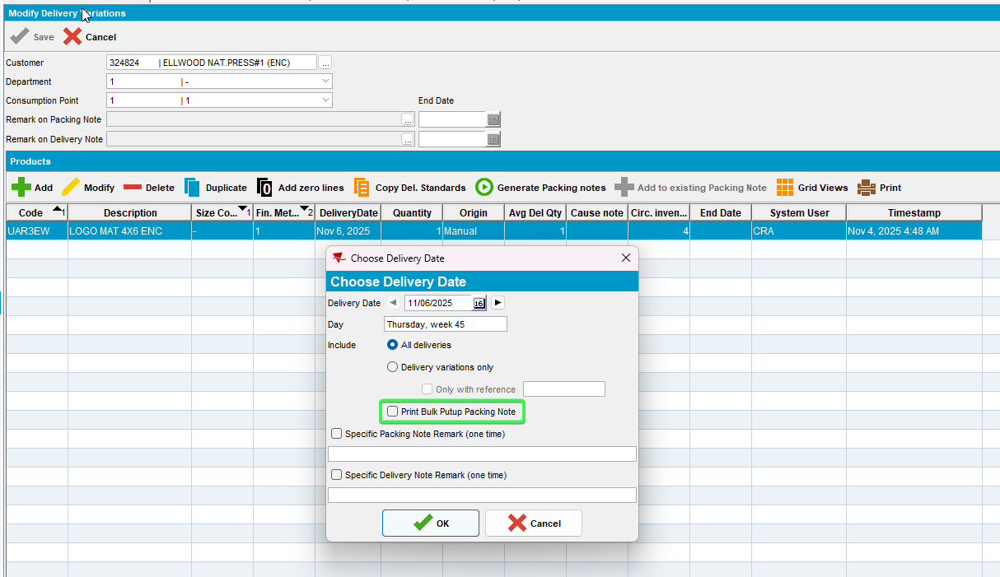 Modify Delivery Variations
Save Cancel
Customer 324824 | ELLWOOD NAT.PRESS#1 (ENC) ...
Department 1 | -
Consumption Point 1 | 1 End Date
Remark on Packing Note ... 16
Remark on Delivery Note ... 16
Products
Add Modify Delete Duplicate 0 Add zero lines Copy Del. Standards Generate Packing notes Add to existing Packing Note Grid Views Print
Code 1 Description Size Co... 1 Fin. Met... 2 DeliveryDate Quantity Origin Avg Del Qty Cause note Circ. inven... End Date System User Timestamp
UAR3EW LOGO MAT 4X6 ENC - 1 Nov 6, 2025 1 Manual 1 4 CRA Nov 4, 2025 4:48 AM
Choose Delivery Date
Choose Delivery Date
Delivery Date 11/06/2025 16
Day Thursday, week 45
Include All deliveries
Delivery variations only
Only with reference
Print Bulk Putup Packing Note
Specific Packing Note Remark (one time)
Specific Delivery Note Remark (one time)
OK Cancel